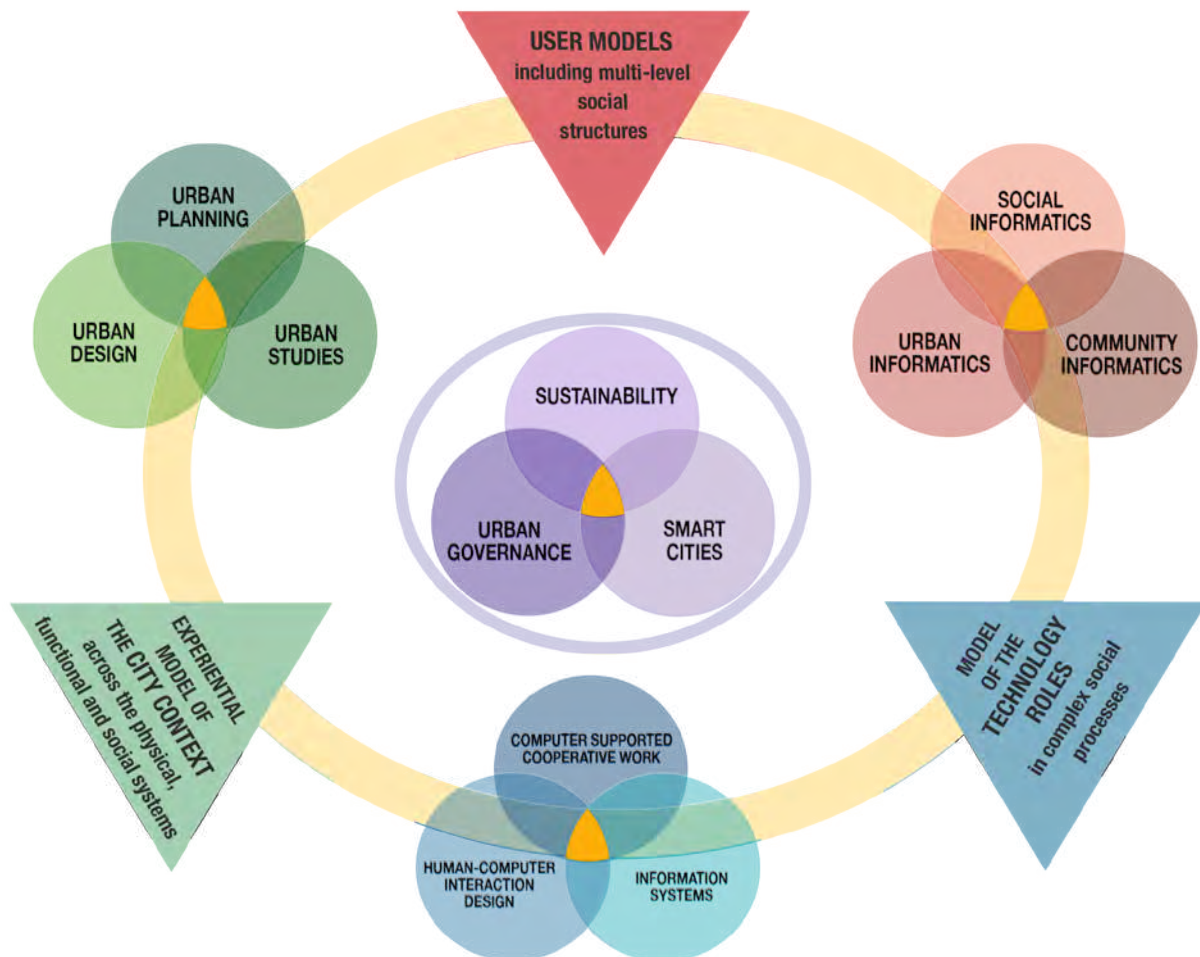 USER MODELS
including multi-level
social
structures
URBAN
PLANNING
URBAN
DESIGN
URBAN
STUDIES
SOCIAL
INFORMATICS
URBAN
INFORMATICS
COMMUNITY
INFORMATICS
SUSTAINABILITY
URBAN
GOVERNANCE
SMART
CITIES
EXPERIENTIAL
MODEL OF
THE CITY CONTEXT
across the physical,
functional and social systems
MODEL
OF THE
TECHNOLOGY
ROLES
in complex social
processes
COMPUTER SUPPORTED
COOPERATIVE WORK
HUMAN-COMPUTER
INTERACTION
DESIGN
INFORMATION
SYSTEMS